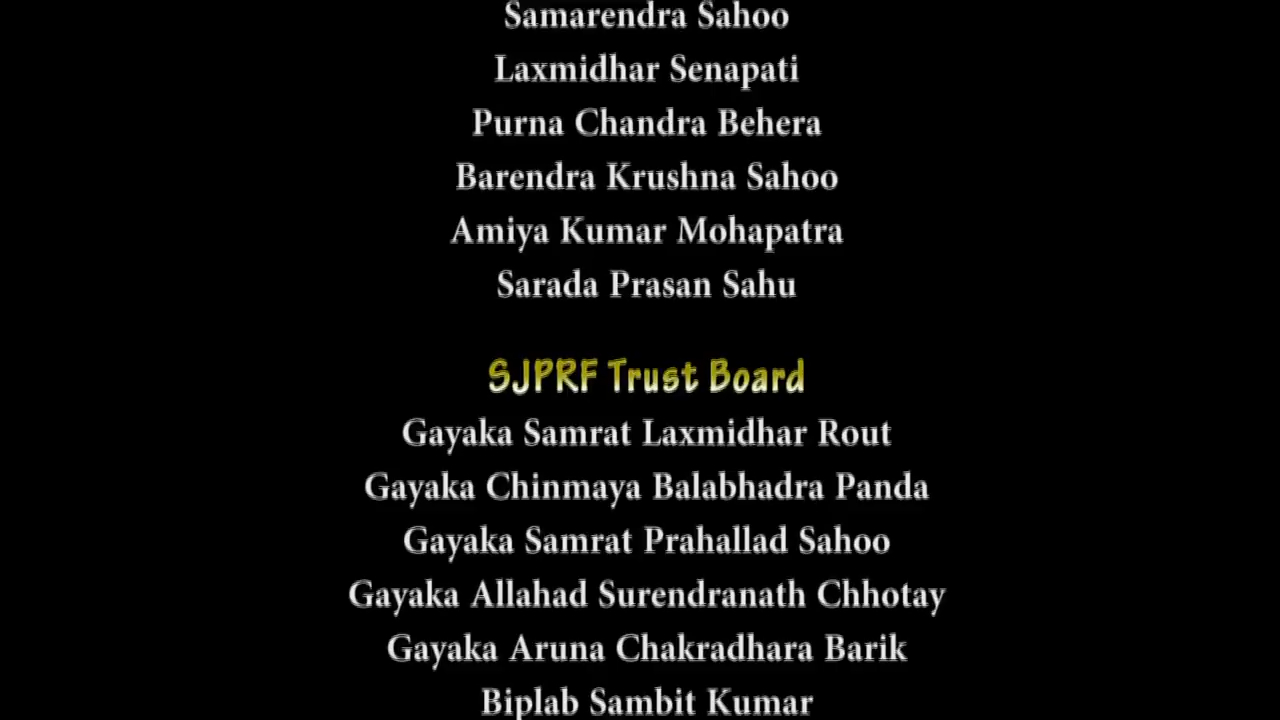 Samarendra Sahoo
Laxmidhar Senapati
Purna Chandra Behera
Barendra Krushna Sahoo
Amiya Kumar Mohapatra
Sarada Prasan Sahu
SJPRF Trust Board
Gayaka Samrat Laxmidhar Rout
Gayaka Chinmaya Balabhadra Panda
Gayaka Samrat Prahallad Sahoo
Gayaka Allahad Surendranath Chhotay
Gayaka Aruna Chakradhara Barik
Biplab Sambit Kumar